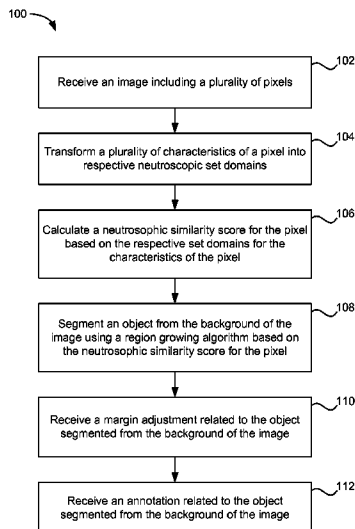 100
102
Receive an image including a plurality of pixels
104
Transform a plurality of characteristics of a pixel into
respective neutroscopic set domains
106
Calculate a neutrosophic similarity score for the pixel
based on the respective set domains for the
characteristics of the pixel
108
Segment an object from the background of the
image using a region growing algorithm based on
the neutrosophic similarity score for the pixel
110
Receive a margin adjustment related to the object
segmented from the background of the image
112
Receive an annotation related to the object
segmented from the background of the image